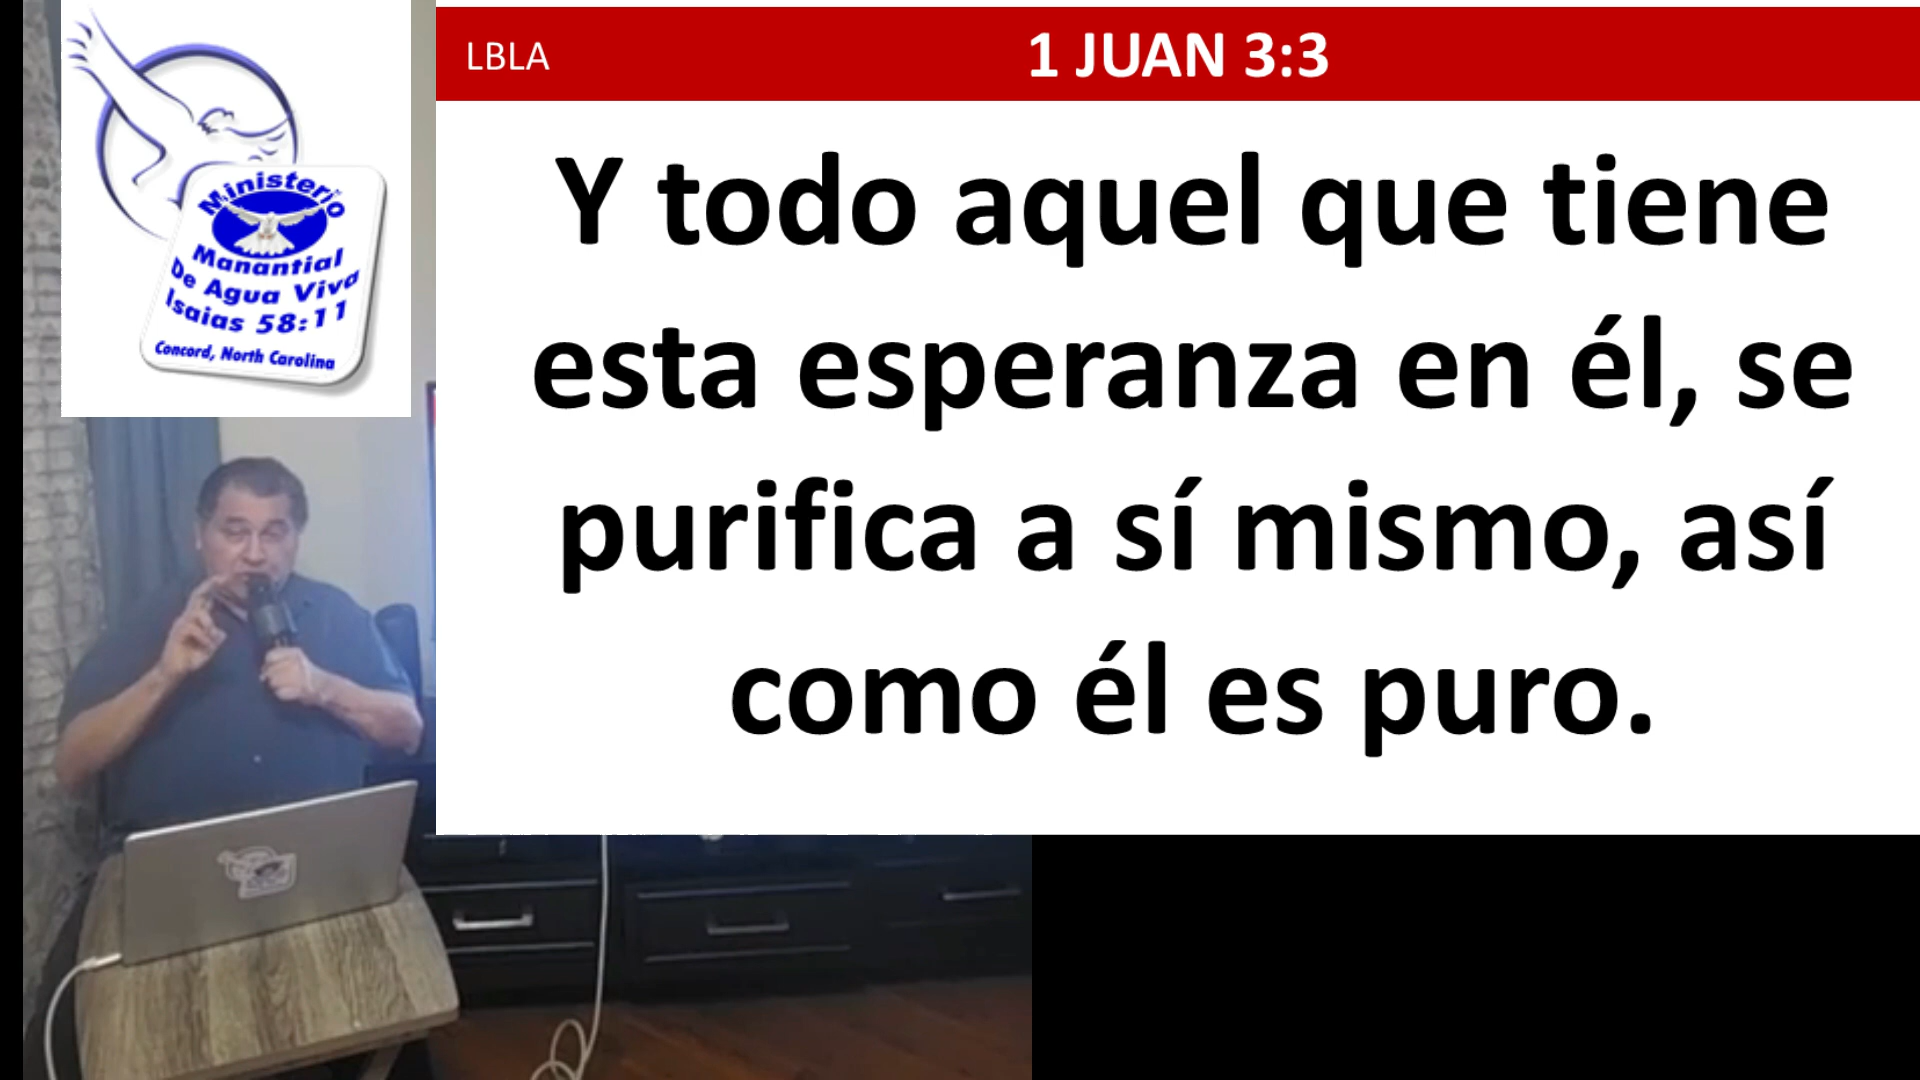 Ministerio
Manantial
De Agua Viva
Isaias 58:11
Concord, North Carolina
LBLA
1 JUAN 3:3
Y todo aquel que tiene
esta esperanza en él, se
purifica a sí mismo, así
como él es puro.